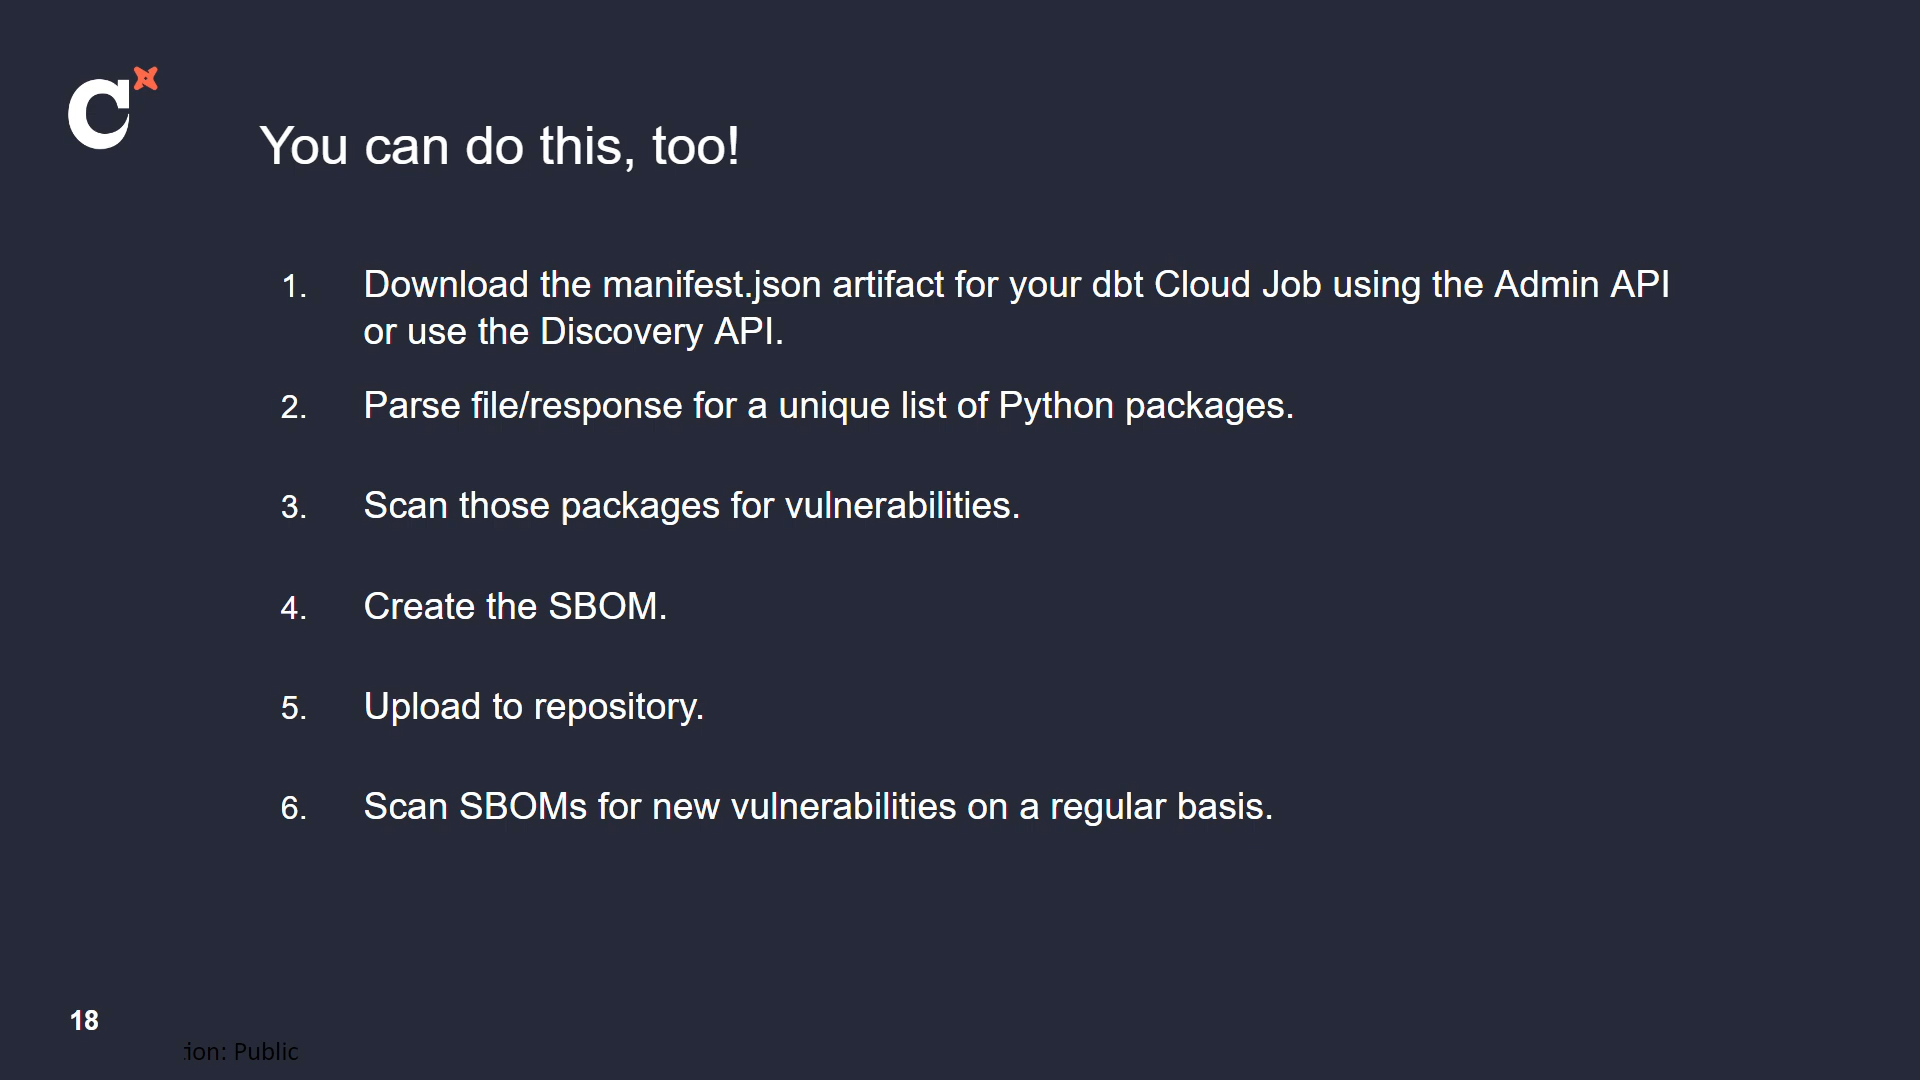 You can do this, too!
1. Download the manifest.json artifact for your dbt Cloud Job using the Admin API
or use the Discovery API.
2. Parse file/response for a unique list of Python packages.
3. Scan those packages for vulnerabilities.
4. Create the SBOM.
5. Upload to repository.
6. Scan SBOMs for new vulnerabilities on a regular basis.
18
ion: Public